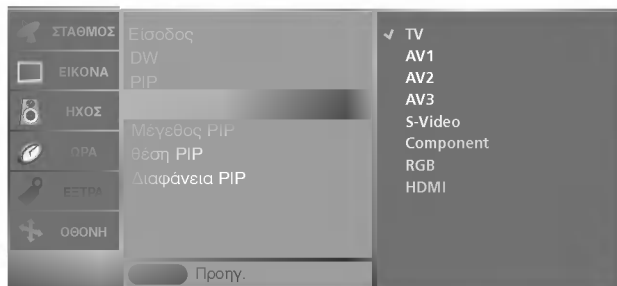 ΣΤΑΘΜΟΣ
ΕΙΚΟΝΑ
ΗΧΟΣ
ΩΡΑ
ΕΞΤΡΑ
ΟΘΟΝΗ
Είσοδος
DW
PIP
Μέγεθος PIP
θέση PIP
Διαφάνεια PIP
Προηγ.
TV
AV1
AV2
AV3
S-Video
Component
RGB
HDMI